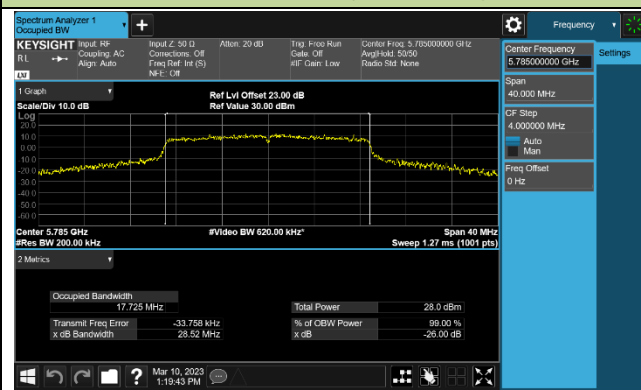 Spectrum Analyzer 1
Occupied BW
Frequency
KEYSIGHT
RL
Input: RF
Coupling: AC
Align: Auto
Input Z: 50 Ω
Corrections: Off
Freq Ref: Int (S)
NFE: Off
Atten: 20 dB
Trig: Free Run
Gate: Off
#IF Gain: Low
Center Freq: 5.785000000 GHz
Avg|Hold: 50/50
Radio Std: None
1 Graph
Scale/Div 10.0 dB
Ref Lvl Offset 23.00 dB
Ref Value 30.00 dBm
Log
20.0
10.0
0.00
-10.0
-20.0
-30.0
-40.0
-50.0
-60.0
Center 5.785 GHz
#Res BW 200.00 kHz
#Video BW 620.00 kHz*
Span 40 MHz
Sweep 1.27 ms (1001 pts)
2 Metrics
Occupied Bandwidth
17.725 MHz
Total Power 28.0 dBm
Transmit Freq Error -33.758 kHz
% of OBW Power 99.00 %
x dB Bandwidth 28.52 MHz
x dB -26.00 dB
Mar 10, 2023
1:19:43 PM
Center Frequency
5.785000000 GHz
Settings
Span
40.000 MHz
CF Step
4.000000 MHz
Auto
Man
Freq Offset
0 Hz